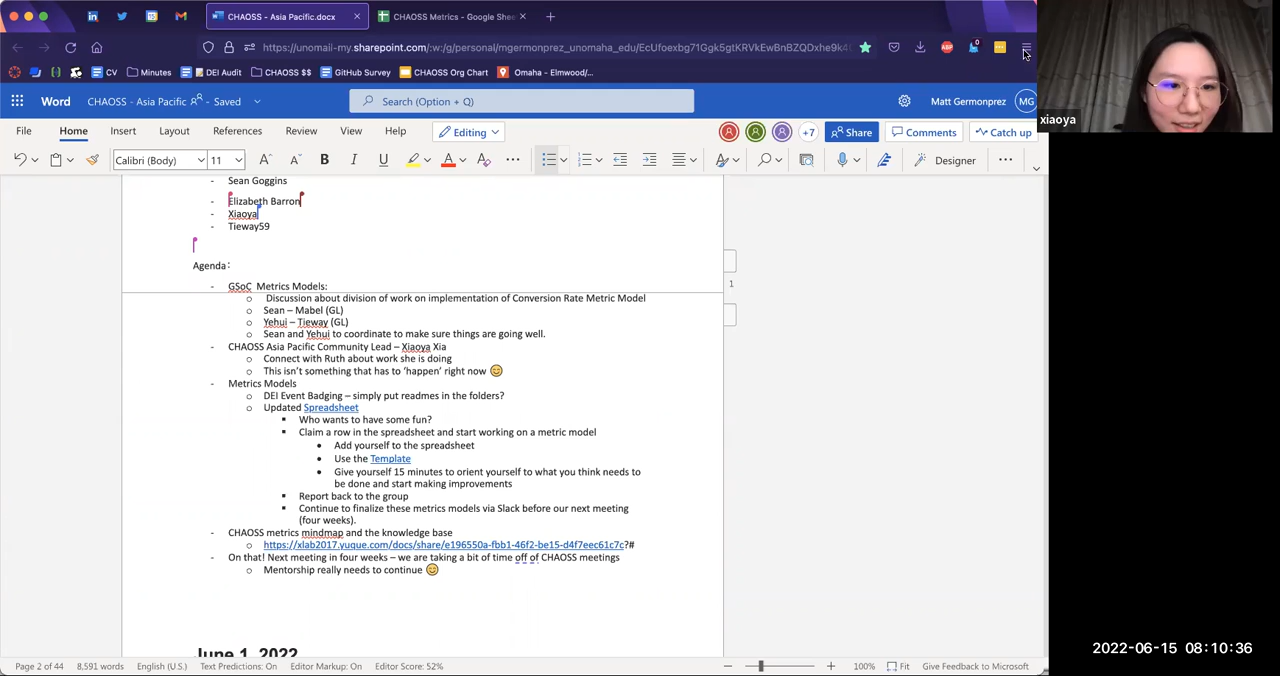 CHAOSS - Asia Pacific.docx
CHAOSS Metrics - Google Shee
https://unomaii-my.sharepoint.com/:w:/g/personal/mgermonprez_unomaha_edu/EcUfoexbg71Ggk5gtKRVkEwBnBZQDxhe9k4
CV Minutes DEI Audit CHAOSS $$ GitHub Survey CHAOSS Org Chart Omaha - Elmwood/...
Word CHAOSS - Asia Pacific - Saved Search (Option + Q) Matt Germonprez MG
xiaoya
File Home Insert Layout References Review View Help Editing +7 Share Comments Catch up
Calibri (Body) 11 B I U A Designer
- Sean Goggins
- Elizabeth Barron
- Xiaoya
- Tieway59
Agenda:
- GSoC Metrics Models:
o Discussion about division of work on implementation of Conversion Rate Metric Model
o Sean – Mabel (GL)
o Yehui – Tieway (GL)
o Sean and Yehui to coordinate to make sure things are going well.
- CHAOSS Asia Pacific Community Lead – Xiaoya Xia
o Connect with Ruth about work she is doing
o This isn't something that has to 'happen' right now 😊
- Metrics Models
o DEI Event Badging – simply put readmes in the folders?
o Updated Spreadsheet
▪ Who wants to have some fun?
▪ Claim a row in the spreadsheet and start working on a metric model
• Add yourself to the spreadsheet
• Use the Template
• Give yourself 15 minutes to orient yourself to what you think needs to
be done and start making improvements
▪ Report back to the group
▪ Continue to finalize these metrics models via Slack before our next meeting
(four weeks).
- CHAOSS metrics mindmap and the knowledge base
o https://xlab2017.yuque.com/docs/share/e196550a-fbb1-46f2-be15-d4f7eec61c7c?#
- On that! Next meeting in four weeks – we are taking a bit of time off of CHAOSS meetings
o Mentorship really needs to continue 😊
1
June 1, 2022
2022-06-15 08:10:36
Page 2 of 44 8,591 words English (U.S.) Text Predictions: On Editor Marking: On Editor Score: 52% 100% Fit Give Feedback to Microsoft